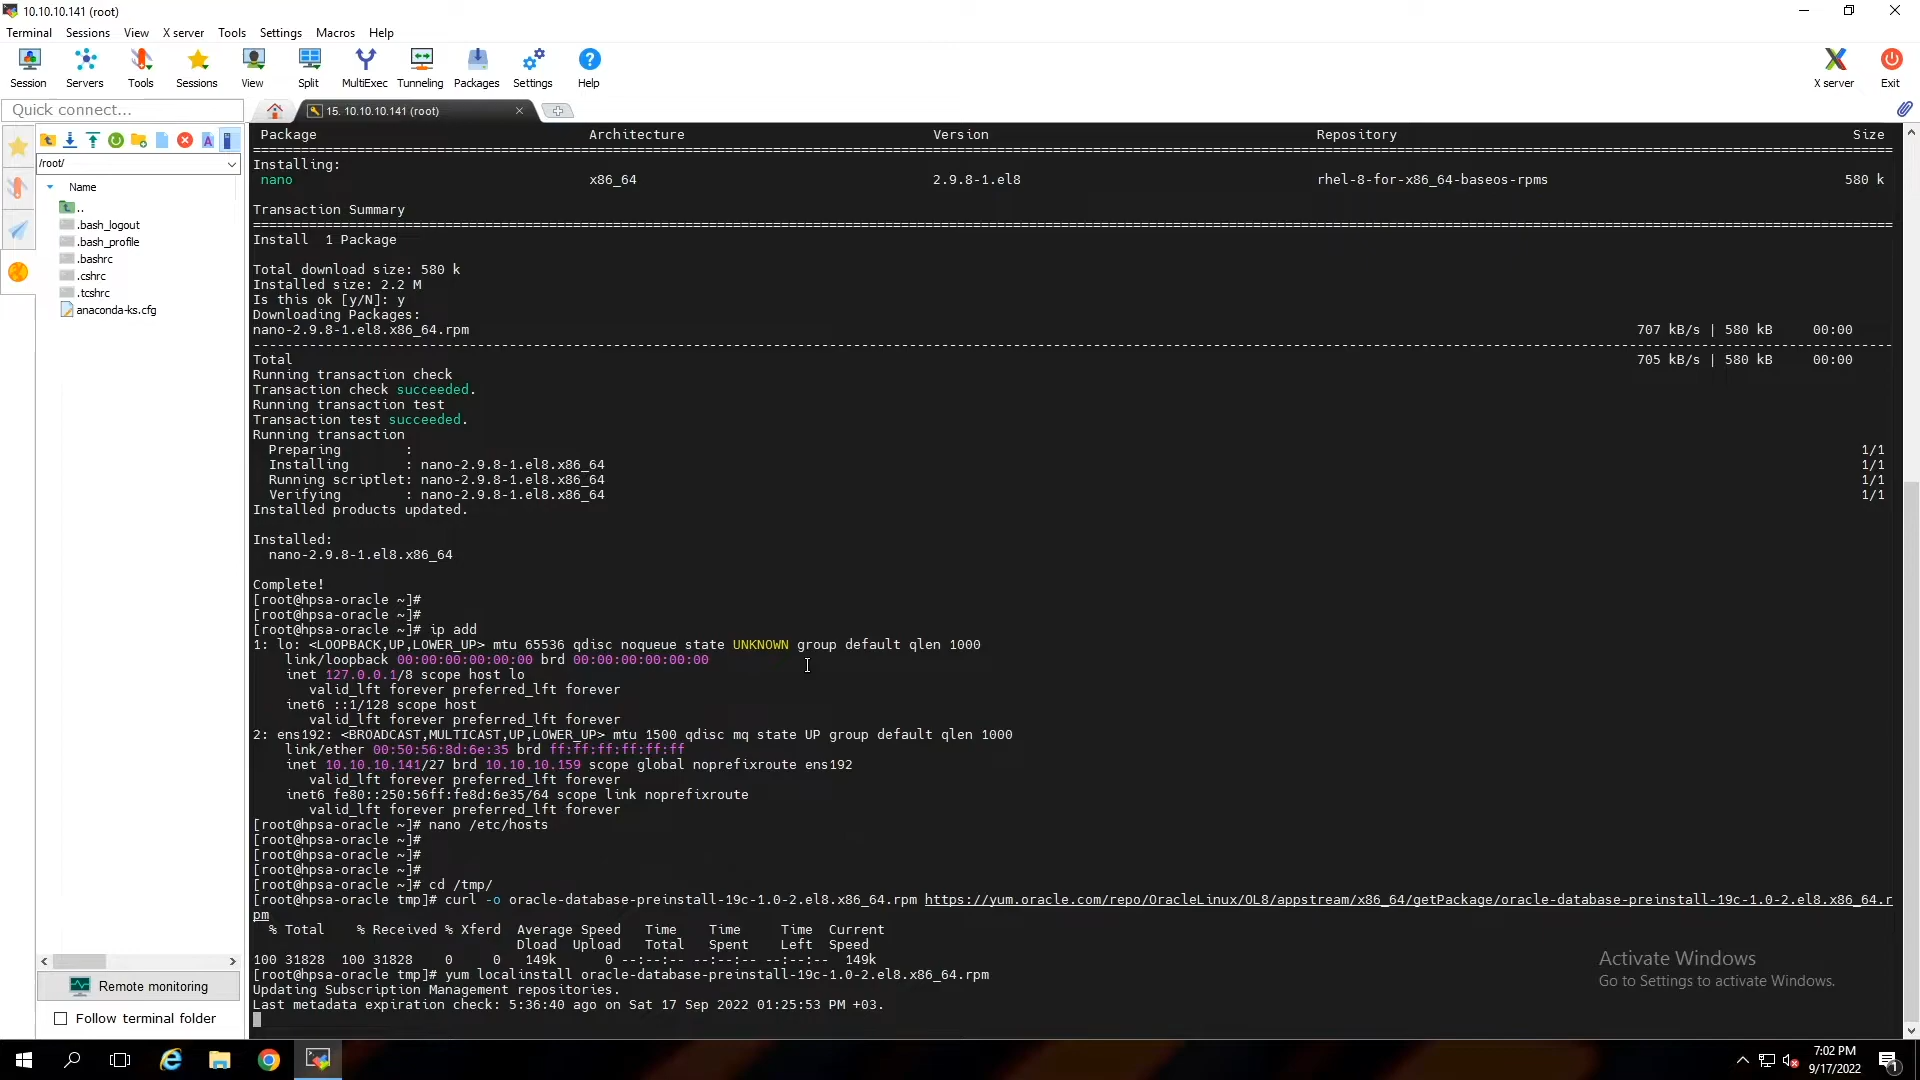 10.10.10.141 (root)
Terminal Sessions View X server Tools Settings Macros Help
Session Servers Tools Sessions View Split MultiExec Tunneling Packages Settings Help X server Exit
Quick connect...
15. 10.10.10.141 (root)
/root/
Name
..
.bash_logout
.bash_profile
.bashrc
.cshrc
.tcshrc
anaconda-ks.cfg
Remote monitoring
Follow terminal folder
Package Architecture Version Repository Size
================================================================================
Installing:
nano x86_64 2.9.8-1.el8 rhel-8-for-x86_64-baseos-rpms 580 k
Transaction Summary
================================================================================
Install 1 Package
Total download size: 580 k
Installed size: 2.2 M
Is this ok [y/N]: y
Downloading Packages:
nano-2.9.8-1.el8.x86_64.rpm 707 kB/s | 580 kB 00:00
--------------------------------------------------------------------------------
Total 705 kB/s | 580 kB 00:00
Running transaction check
Transaction check succeeded.
Running transaction test
Transaction test succeeded.
Running transaction
Preparing : 1/1
Installing : nano-2.9.8-1.el8.x86_64 1/1
Running scriptlet: nano-2.9.8-1.el8.x86_64 1/1
Verifying : nano-2.9.8-1.el8.x86_64 1/1
Installed products updated.
Installed:
nano-2.9.8-1.el8.x86_64
Complete!
[root@hpsa-oracle ~]#
[root@hpsa-oracle ~]#
[root@hpsa-oracle ~]# ip add
1: lo: <LOOPBACK,UP,LOWER_UP> mtu 65536 qdisc noqueue state UNKNOWN group default qlen 1000
link/loopback 00:00:00:00:00:00 brd 00:00:00:00:00:00
inet 127.0.0.1/8 scope host lo
valid_lft forever preferred_lft forever
inet6 ::1/128 scope host
valid_lft forever preferred_lft forever
2: ens192: <BROADCAST,MULTICAST,UP,LOWER_UP> mtu 1500 qdisc mq state UP group default qlen 1000
link/ether 00:50:56:8d:6e:35 brd ff:ff:ff:ff:ff:ff
inet 10.10.10.141/27 brd 10.10.10.159 scope global noprefixroute ens192
valid_lft forever preferred_lft forever
inet6 fe80::250:56ff:fe8d:6e35/64 scope link noprefixroute
valid_lft forever preferred_lft forever
[root@hpsa-oracle ~]# nano /etc/hosts
[root@hpsa-oracle ~]#
[root@hpsa-oracle ~]#
[root@hpsa-oracle ~]#
[root@hpsa-oracle ~]# cd /tmp/
[root@hpsa-oracle tmp]# curl -o oracle-database-preinstall-19c-1.0-2.el8.x86_64.rpm https://yum.oracle.com/repo/OracleLinux/OL8/appstream/x86_64/getPackage/oracle-database-preinstall-19c-1.0-2.el8.x86_64.r
pm
% Total % Received % Xferd Average Speed Time Time Time Current
Dload Upload Total Spent Left Speed
100 31828 100 31828 0 0 149k 0 --:--:-- --:--:-- --:--:-- 149k
[root@hpsa-oracle tmp]# yum localinstall oracle-database-preinstall-19c-1.0-2.el8.x86_64.rpm
Updating Subscription Management repositories.
Last metadata expiration check: 5:36:40 ago on Sat 17 Sep 2022 01:25:53 PM +03.
Activate Windows
Go to Settings to activate Windows.
7:02 PM
9/17/2022
1